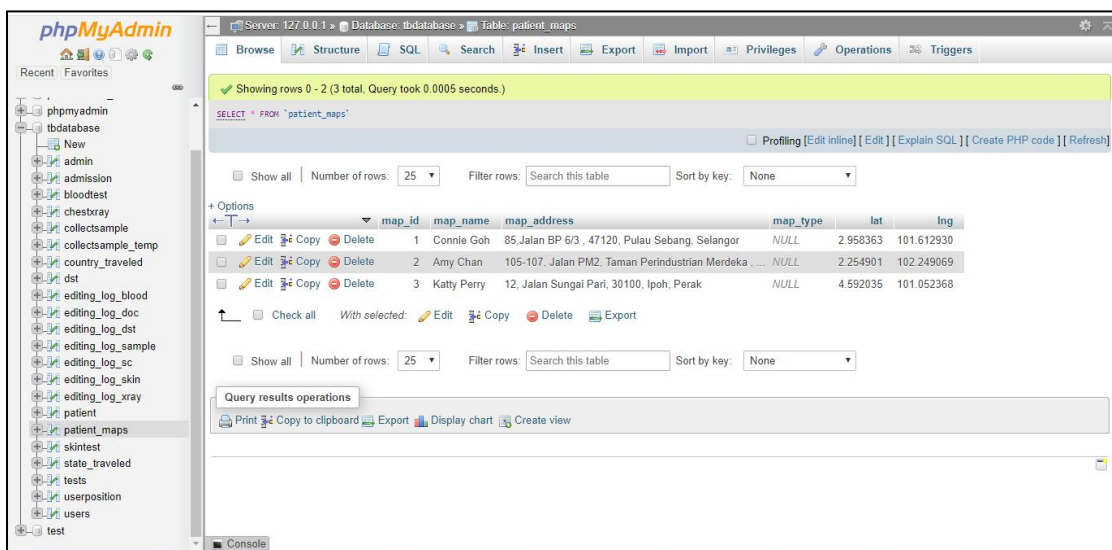 phpMyAdmin
Recent Favorites
phpmyadmin
tbdatabase
New
admin
admission
bloodtest
chestxray
collectsample
collectsample_temp
country_traveled
dst
editing_log_blood
editing_log_doc
editing_log_dst
editing_log_sample
editing_log_sc
editing_log_skin
editing_log_xray
patient
patient_maps
skintest
state_traveled
tests
userposition
users
test
Server: 127.0.0.1 » Database: tbdatabase » Table: patient_maps
Browse Structure SQL Search Insert Export Import Privileges Operations Triggers
Showing rows 0 - 2 (3 total, Query took 0.0005 seconds.)
SELECT * FROM `patient_maps`
Profiling [Edit inline] [ Edit ] [ Explain SQL ] [ Create PHP code ] [ Refresh]
Show all Number of rows: 25 Filter rows: Search this table Sort by key: None
+ Options
←T→ map_id map_name map_address map_type lat lng
Edit Copy Delete 1 Connie Goh 85,Jalan BP 6/3 , 47120, Pulau Sebang, Selangor NULL 2.958363 101.612930
Edit Copy Delete 2 Amy Chan 105-107, Jalan PM2, Taman Perindustrian Merdeka , ... NULL 2.254901 102.249069
Edit Copy Delete 3 Katty Perry 12, Jalan Sungai Pari, 30100, Ipoh, Perak NULL 4.592035 101.052368
Check all With selected: Edit Copy Delete Export
Show all Number of rows: 25 Filter rows: Search this table Sort by key: None
Query results operations
Print Copy to clipboard Export Display chart Create view
Console